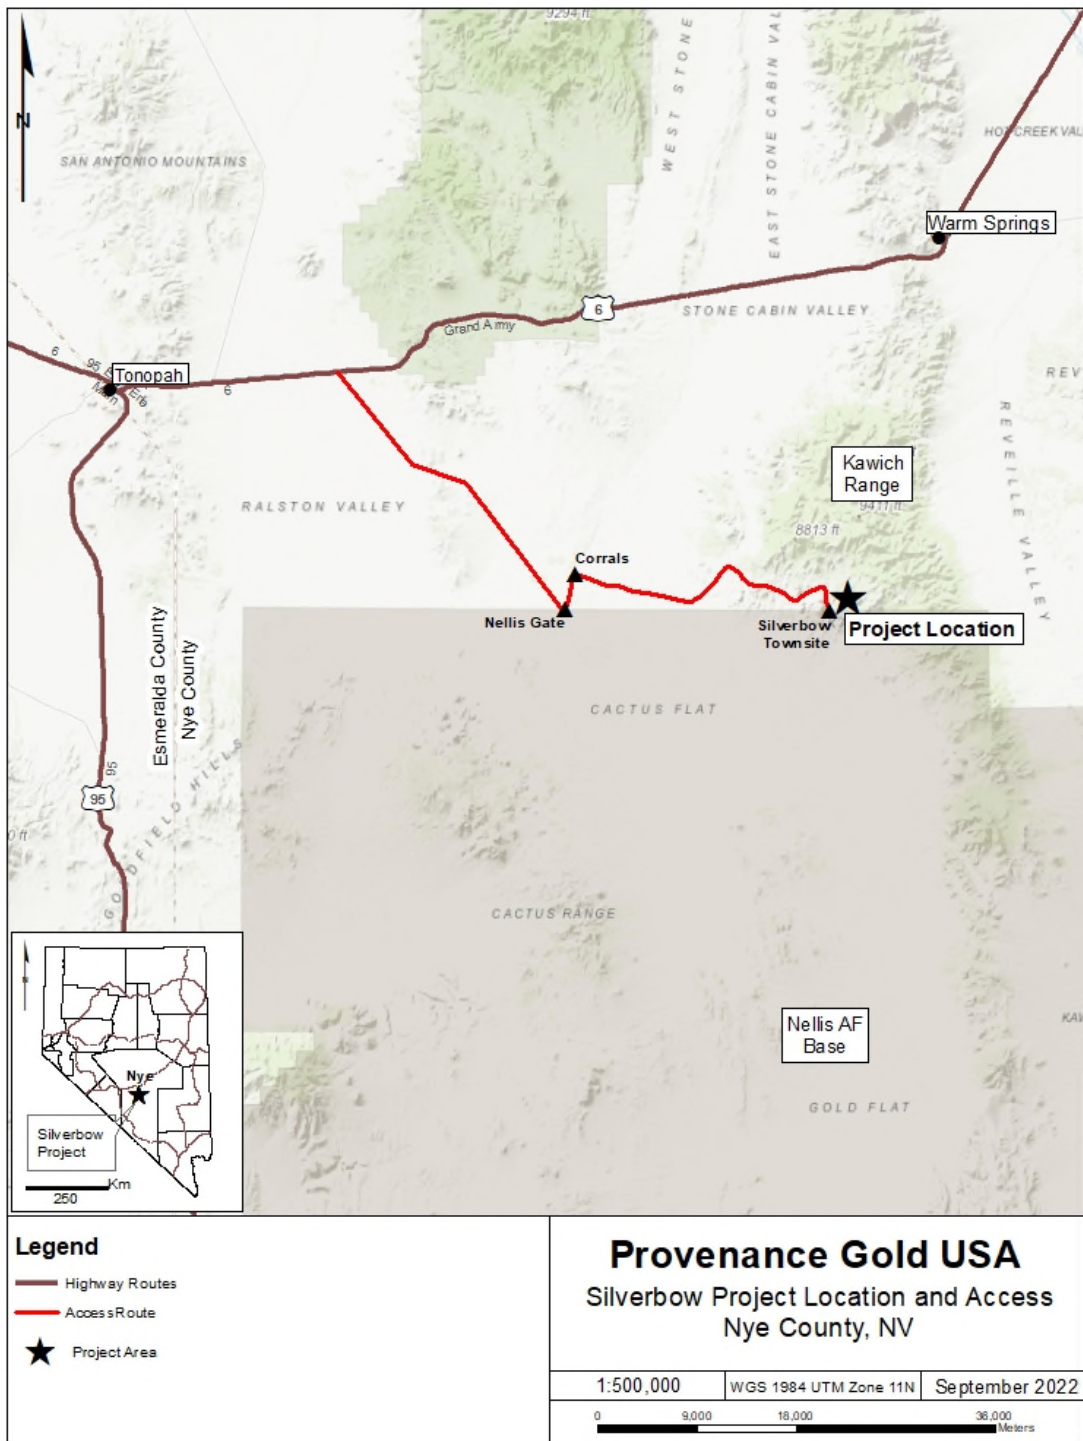 9294 ft
N
SAN ANTONIO MOUNTAINS
WEST STONE
EAST STONE CABIN VAL
HOT CREEK VAL
Warm Springs
6
STONE CABIN VALLEY
Grand Army
6
95
Tonopah
Main
6
REV
Kawich
Range
9411 ft
8813 ft
RALSTON VALLEY
REVEILLE VALLEY
Corrals
Nellis Gate
Silverbow
Townsite
Project Location
Esmeralda County
Nye County
CACTUS FLAT
95
95
GOLDFIELD HILLS
0 ft
CACTUS RANGE
Nellis AF
Base
KAW
GOLD FLAT
N
Nye
Silverbow
Project
Km
250
Legend
Highway Routes
Access Route
Project Area
Provenance Gold USA
Silverbow Project Location and Access
Nye County, NV
1:500,000
WGS 1984 UTM Zone 11N
September 2022
0 9,000 18,000 36,000
Meters